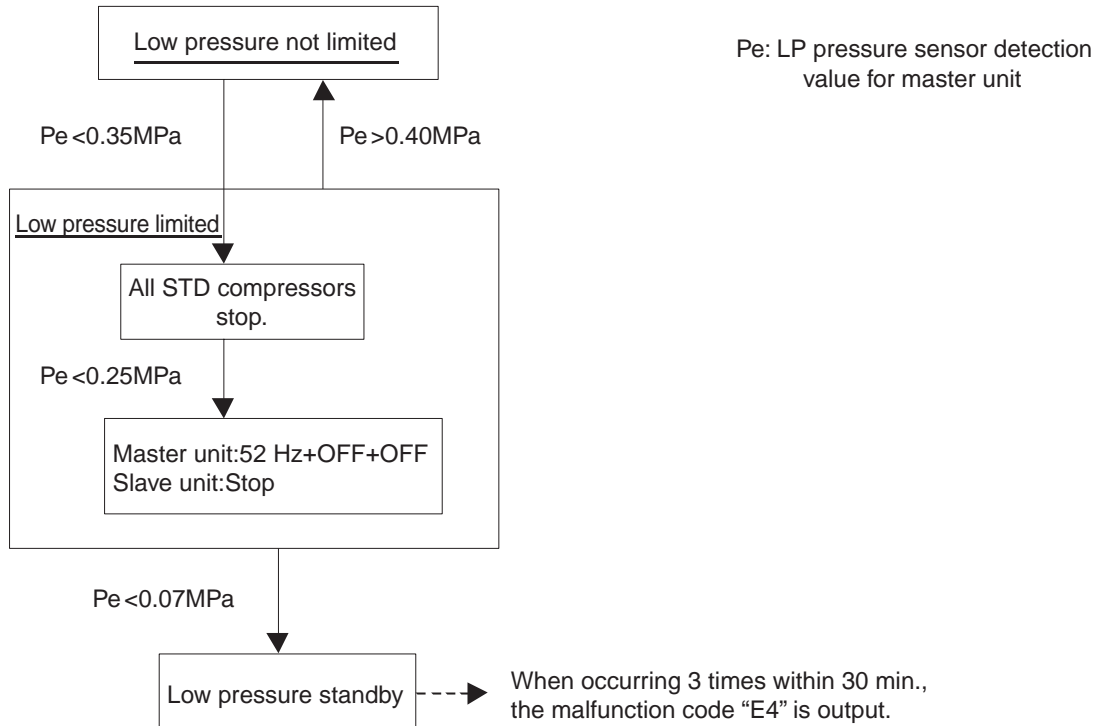 Low pressure not limited
Pe: LP pressure sensor detection
value for master unit
Pe<0.35MPa
Pe>0.40MPa
Low pressure limited
All STD compressors
stop.
Pe<0.25MPa
Master unit:52 Hz+OFF+OFF
Slave unit:Stop
Pe<0.07MPa
Low pressure standby
When occurring 3 times within 30 min.,
the malfunction code “E4” is output.